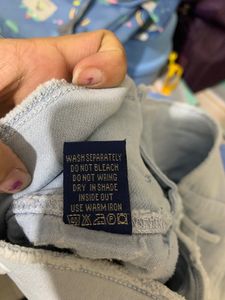 WASH SEPARATELY
DO NOT BLEACH
DO NOT WRING
DRY IN SHADE
INSIDE OUT
USE WARM IRON